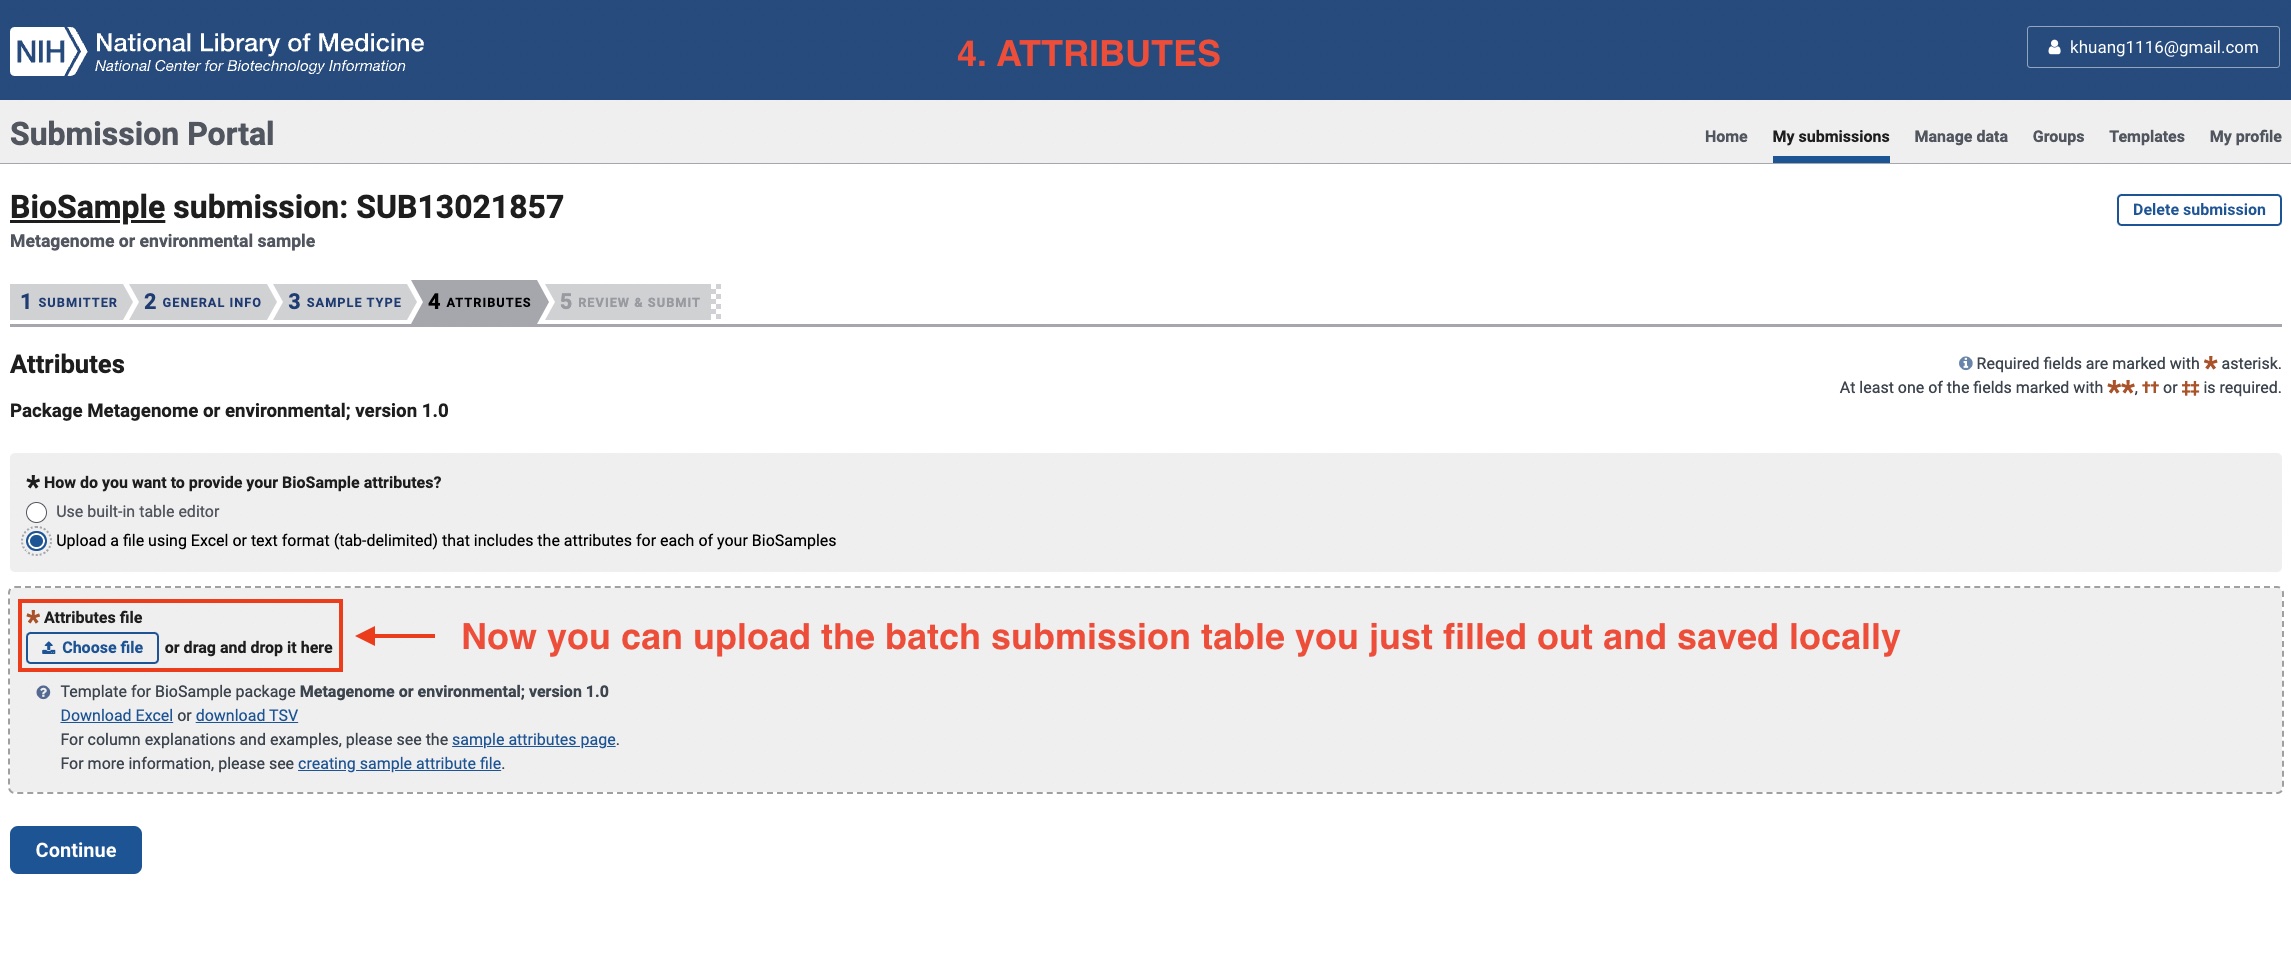 NIH National Library of Medicine
National Center for Biotechnology Information
4. ATTRIBUTES
khuang1116@gmail.com
Submission Portal
Home My submissions Manage data Groups Templates My profile
BioSample submission: SUB13021857
Delete submission
Metagenome or environmental sample
1 SUBMITTER 2 GENERAL INFO 3 SAMPLE TYPE 4 ATTRIBUTES 5 REVIEW & SUBMIT
Attributes
Required fields are marked with * asterisk.
At least one of the fields marked with **, †† or ‡‡ is required.
Package Metagenome or environmental; version 1.0
* How do you want to provide your BioSample attributes?
Use built-in table editor
Upload a file using Excel or text format (tab-delimited) that includes the attributes for each of your BioSamples
* Attributes file
Choose file or drag and drop it here
Now you can upload the batch submission table you just filled out and saved locally
Template for BioSample package Metagenome or environmental; version 1.0
Download Excel or download TSV
For column explanations and examples, please see the sample attributes page.
For more information, please see creating sample attribute file.
Continue